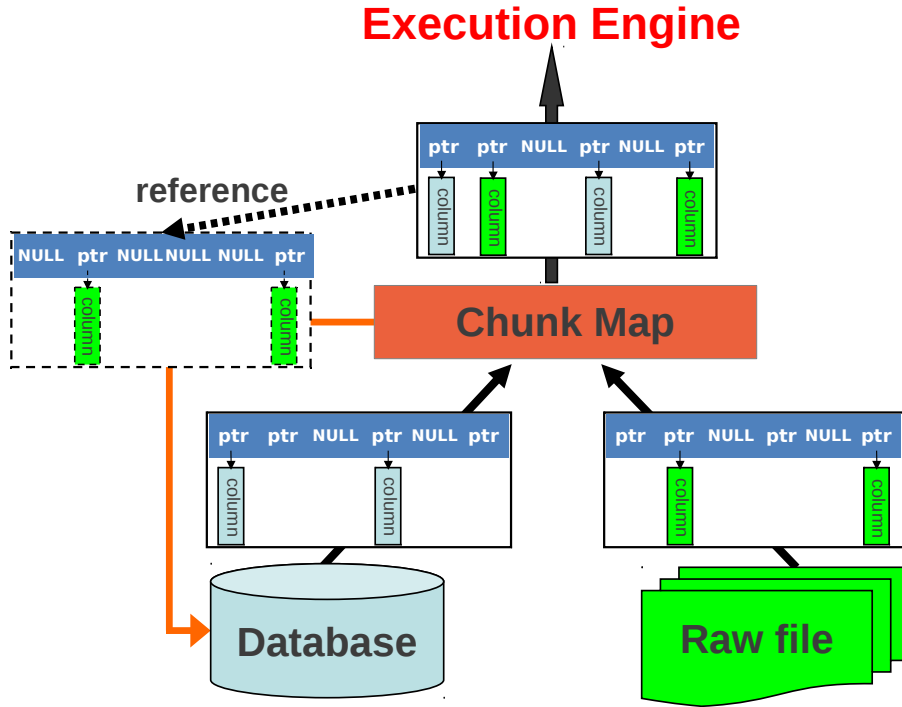 Execution Engine
ptr ptr NULL ptr NULL ptr
column column column column
reference
NULL ptr NULL NULL NULL ptr
column column
Chunk Map
ptr ptr NULL ptr NULL ptr
column column
ptr ptr NULL ptr NULL ptr
column column
Database
Raw file